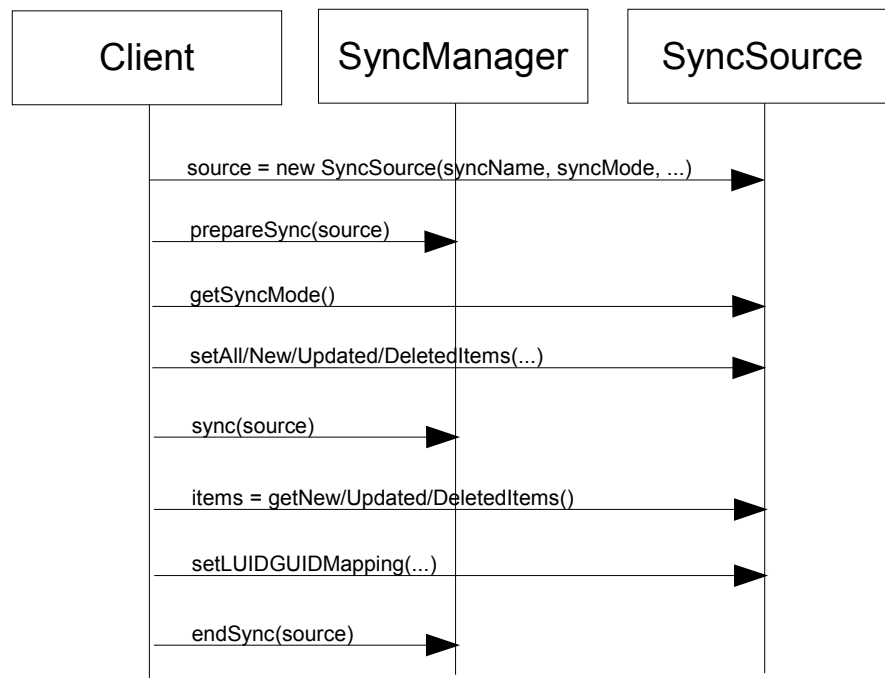 Client
SyncManager
SyncSource
source = new SyncSource(syncName, syncMode, ...)
prepareSync(source)
getSyncMode()
setAll/New/Updated/DeletedItems(...)
sync(source)
items = getNew/Updated/DeletedItems()
setLUIDGUIDMapping(...)
endSync(source)